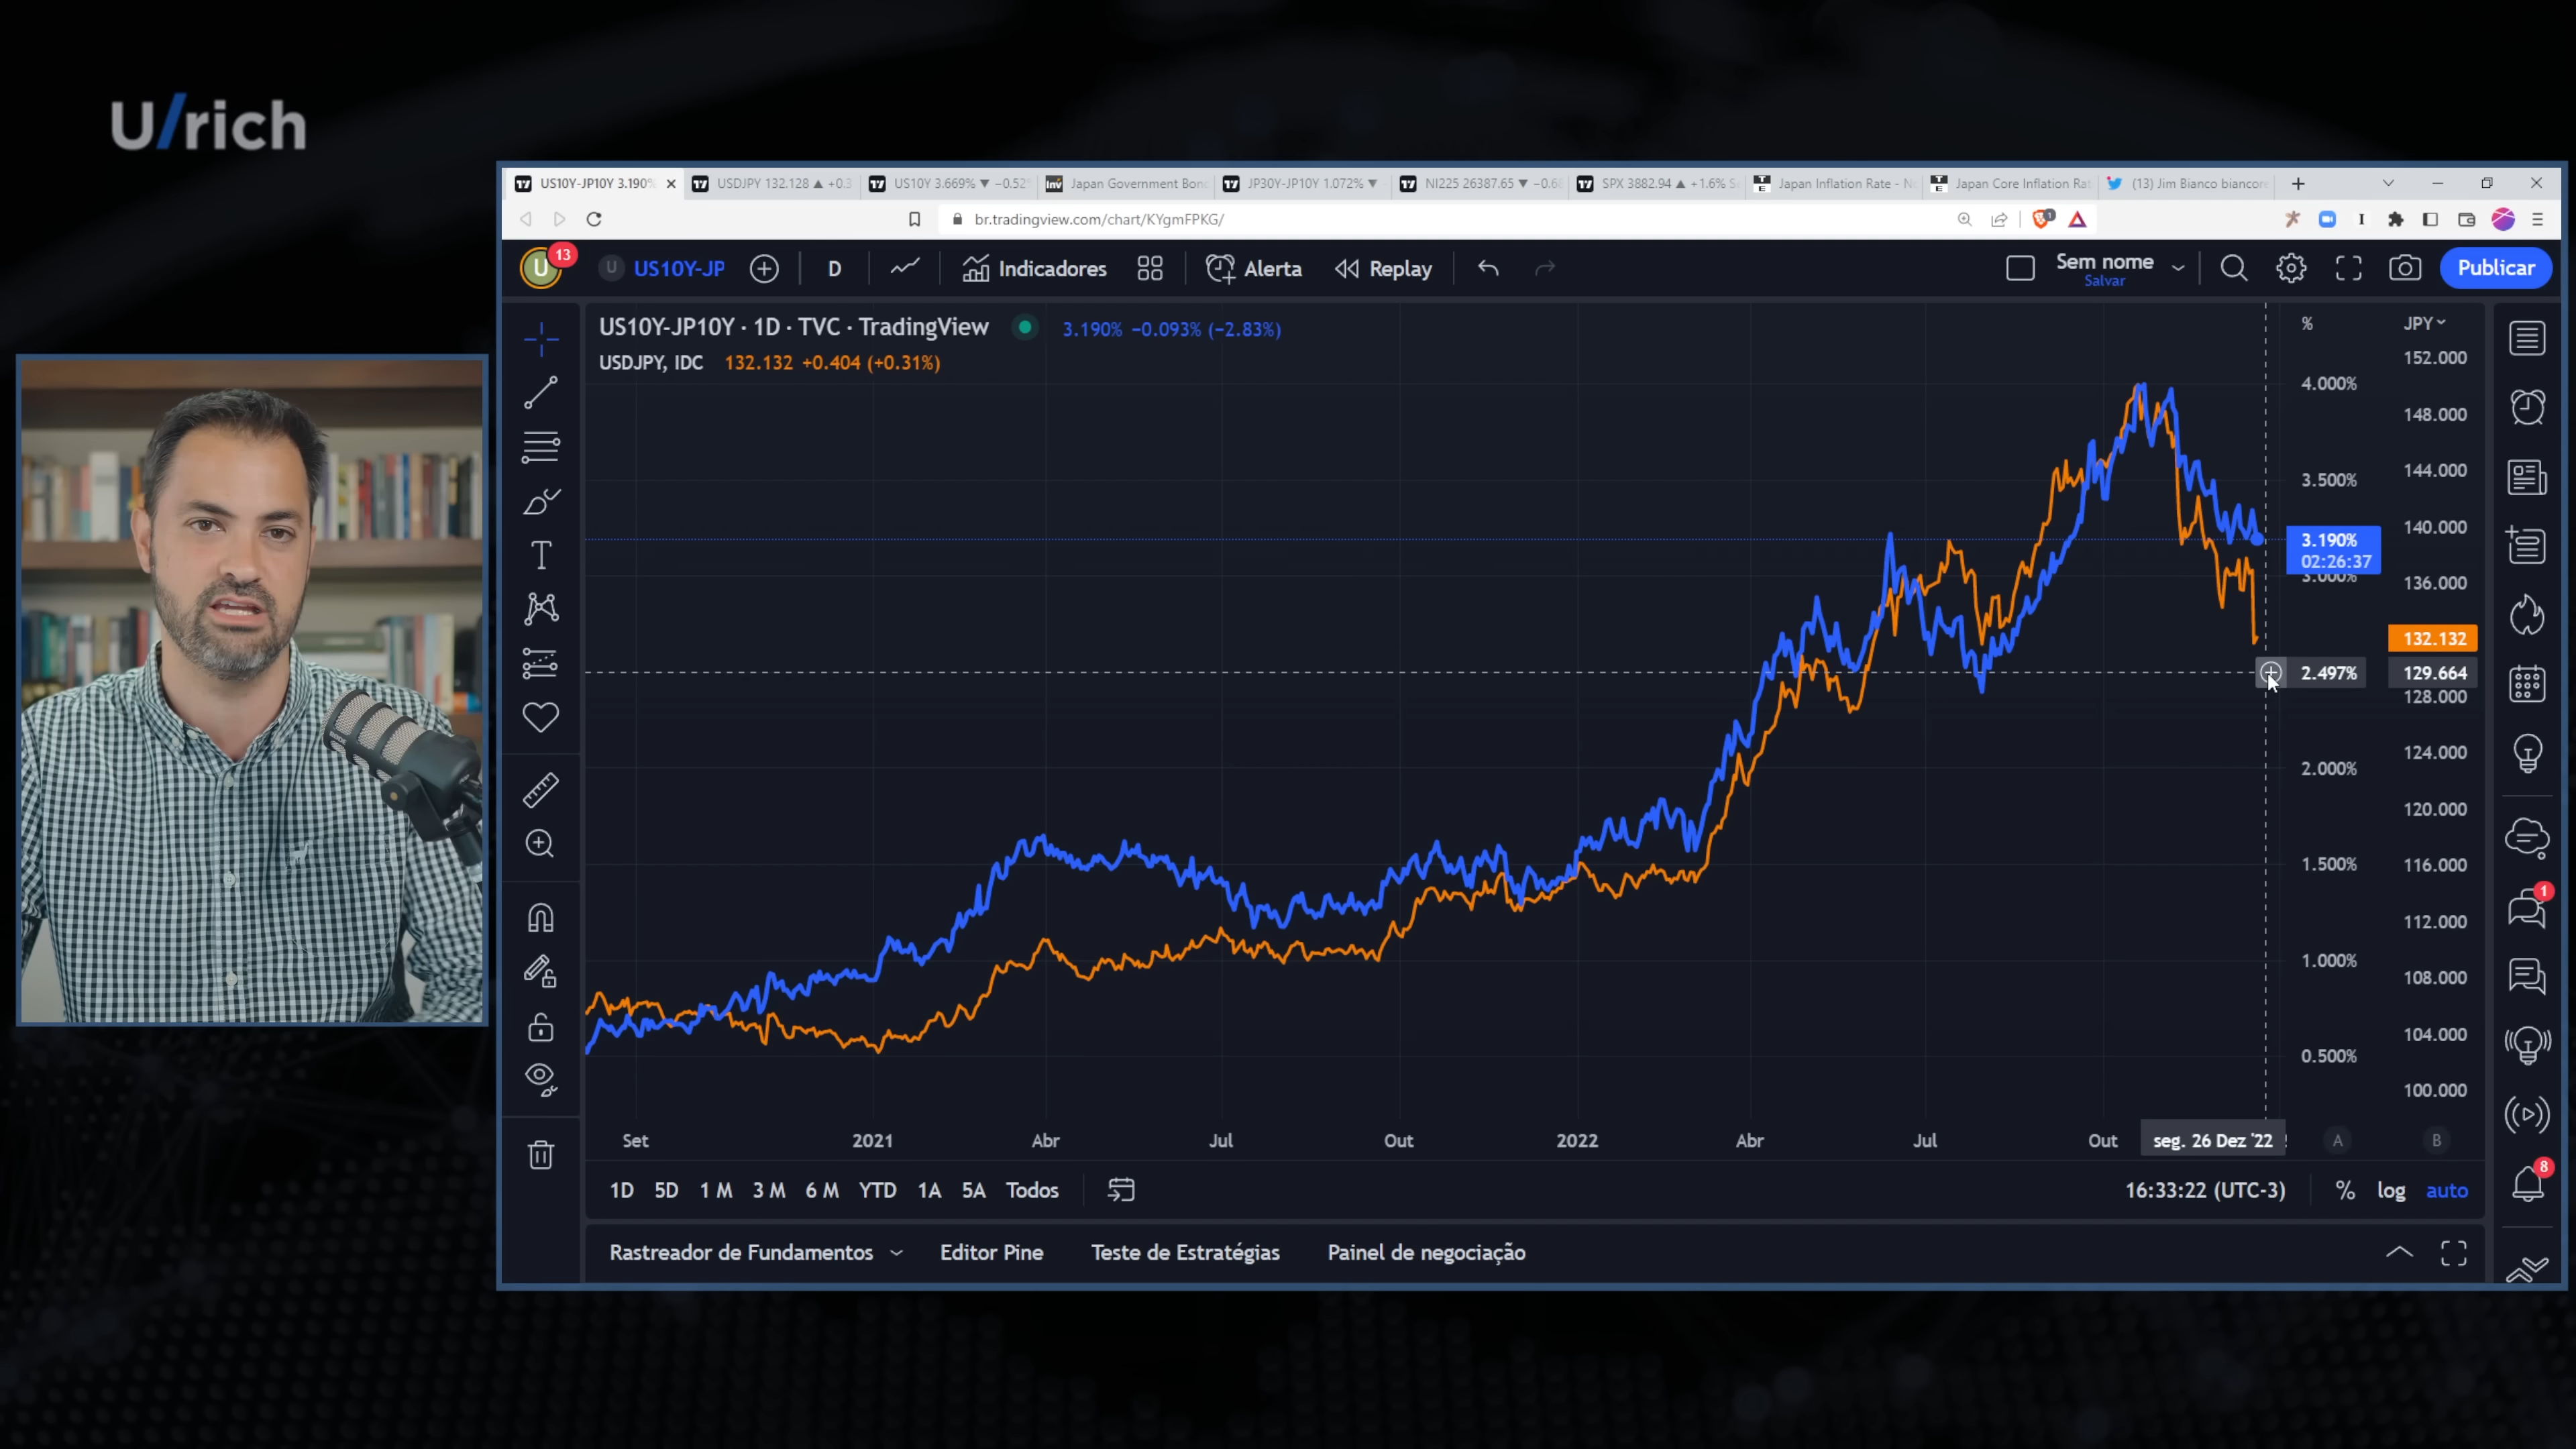 U/rich
US10Y-JP10Y 3.190%
USDJPY 132.128 ▲ +0.3
US10Y 3.669% ▼ −0.52
Japan Government Bond
JP30Y-JP10Y 1.072% ▼
NI225 26387.65 ▼ −0.6
SPX 3882.94 ▲ +1.6%
Japan Inflation Rate - N
Japan Core Inflation Rat
(13) Jim Bianco biancore
br.tradingview.com/chart/KYgmFPKG/
1
U
13
U
US10Y-JP
D
Indicadores
Alerta
Replay
Sem nome
Salvar
Publicar
US10Y-JP10Y · 1D · TVC · TradingView
3.190% −0.093% (−2.83%)
USDJPY, IDC
132.132 +0.404 (+0.31%)
%
JPY
152.000
4.000%
148.000
144.000
3.500%
140.000
3.190%
02:26:37
3.000%
136.000
132.132
2.497%
129.664
128.000
124.000
2.000%
120.000
1.500%
116.000
112.000
1.000%
108.000
104.000
0.500%
100.000
1
8
Set
2021
Abr
Jul
Out
2022
Abr
Jul
Out
seg. 26 Dez '22
A
B
1D
5D
1 M
3 M
6 M
YTD
1A
5A
Todos
16:33:22 (UTC-3)
%
log
auto
Rastreador de Fundamentos
Editor Pine
Teste de Estratégias
Painel de negociação